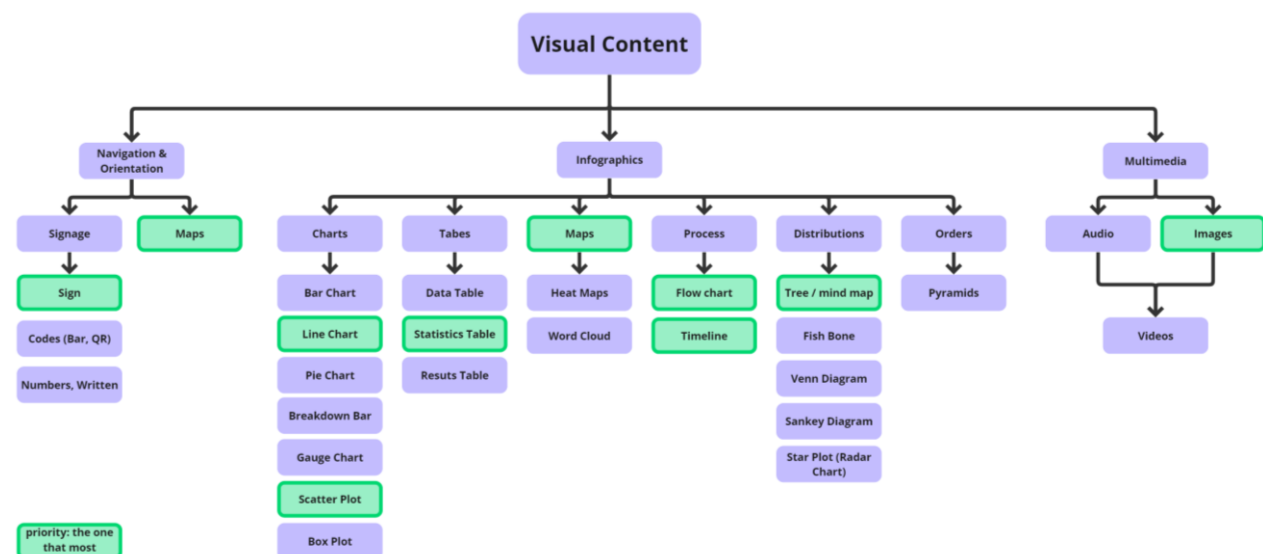 Visual Content
Navigation &
Orientation
Infographics
Multimedia
Signage
Maps
Charts
Tabes
Maps
Process
Distributions
Orders
Audio
Images
Sign
Bar Chart
Data Table
Heat Maps
Flow chart
Tree / mind map
Pyramids
Codes (Bar, QR)
Line Chart
Statistics Table
Word Cloud
Timeline
Fish Bone
Videos
Numbers, Written
Pie Chart
Resuts Table
Venn Diagram
Breakdown Bar
Sankey Diagram
Gauge Chart
Star Plot (Radar
Chart)
Scatter Plot
priority: the one
that most
Box Plot